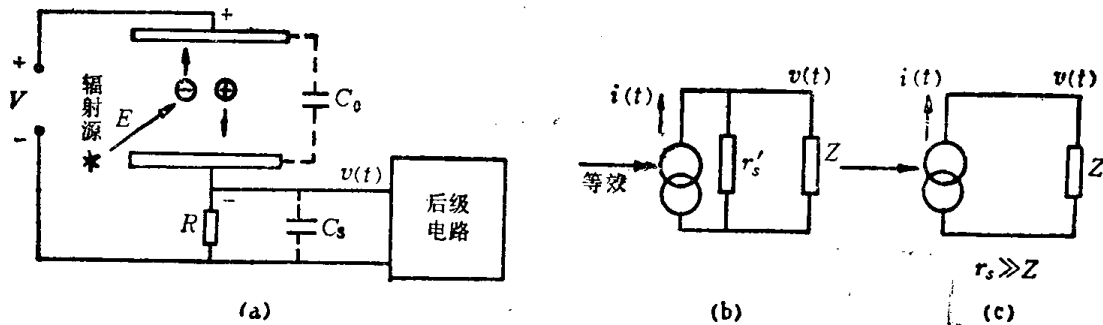 +
V
-
辐射源
E
+
⊖ ⊕
C₀
v(t)
-
R
C₃
后级
电路
(a)
等效
i(t)
r's
v(t)
Z
(b)
i(t)
v(t)
Z
rs≫Z
(c)